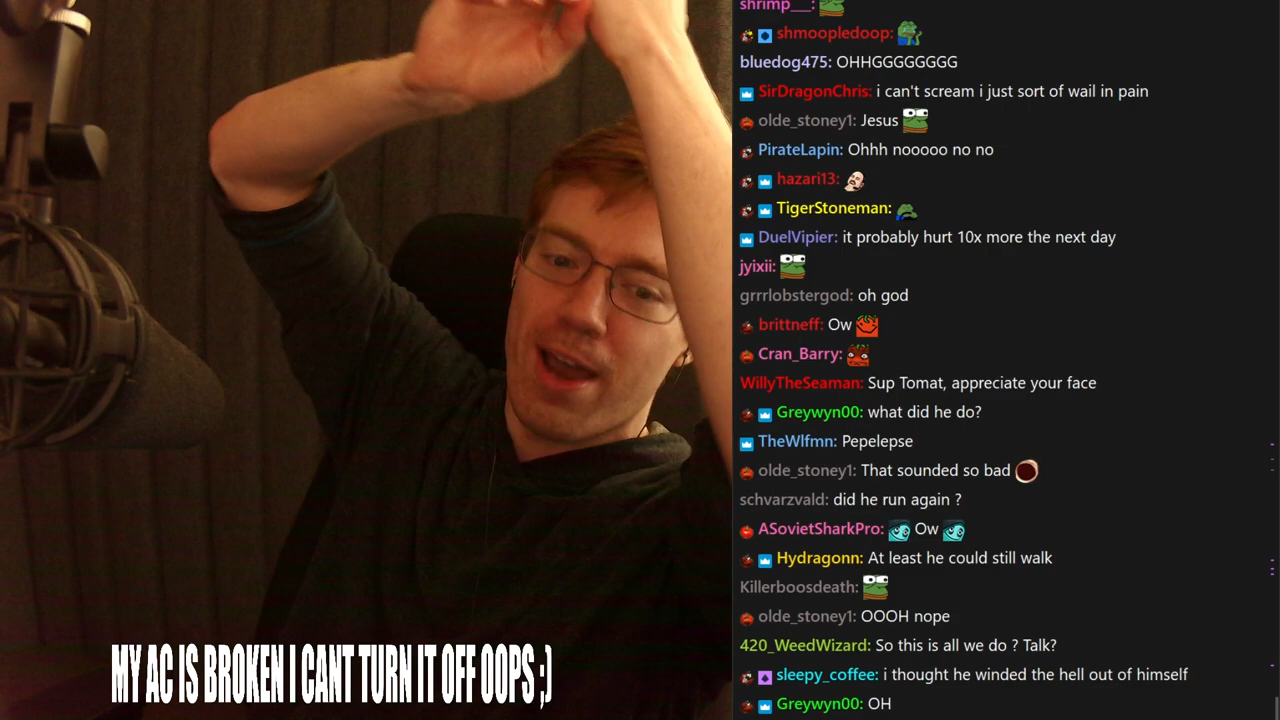 shrimp___:
shmoopledoop:
bluedog475: OHHGGGGGGGG
SirDragonChris: i can't scream i just sort of wail in pain
olde_stoney1: Jesus
PirateLapin: Ohhh nooooo no no
hazari13:
TigerStoneman:
DuelVipier: it probably hurt 10x more the next day
jyixii:
grrrlobstergod: oh god
brittneff: Ow
Cran_Barry:
WillyTheSeaman: Sup Tomat, appreciate your face
Greywyn00: what did he do?
TheWlfmn: Pepelepse
olde_stoney1: That sounded so bad
schvarzvald: did he run again ?
ASovietSharkPro: Ow
Hydragonn: At least he could still walk
Killerboosdeath:
olde_stoney1: OOOH nope
420_WeedWizard: So this is all we do ? Talk?
sleepy_coffee: i thought he winded the hell out of himself
Greywyn00: OH
MY AC IS BROKEN I CANT TURN IT OFF OOPS ;)